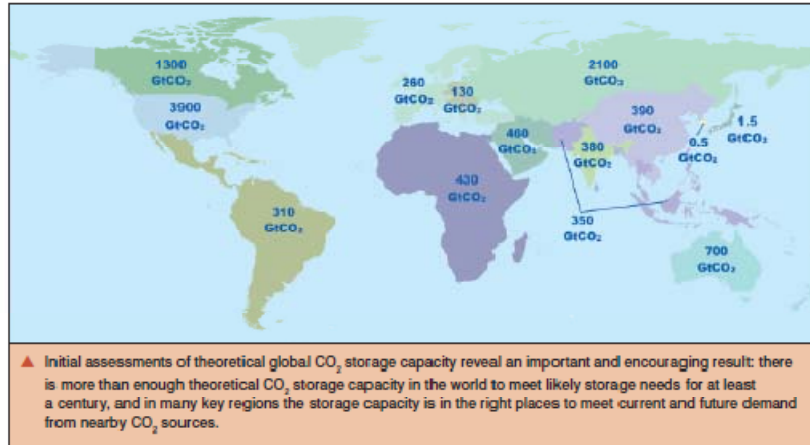 1300
GtCO₂
3900
GtCO₂
260
GtCO₂
130
GtCO₂
2100
GtCO₂
460
GtCO₂
380
GtCO₂
390
GtCO₂
0.5
GtCO₂
1.5
GtCO₂
430
GtCO₂
310
GtCO₂
350
GtCO₂
700
GtCO₂
▲ Initial assessments of theoretical global CO₂ storage capacity reveal an important and encouraging result: there
is more than enough theoretical CO₂ storage capacity in the world to meet likely storage needs for at least
a century, and in many key regions the storage capacity is in the right places to meet current and future demand
from nearby CO₂ sources.